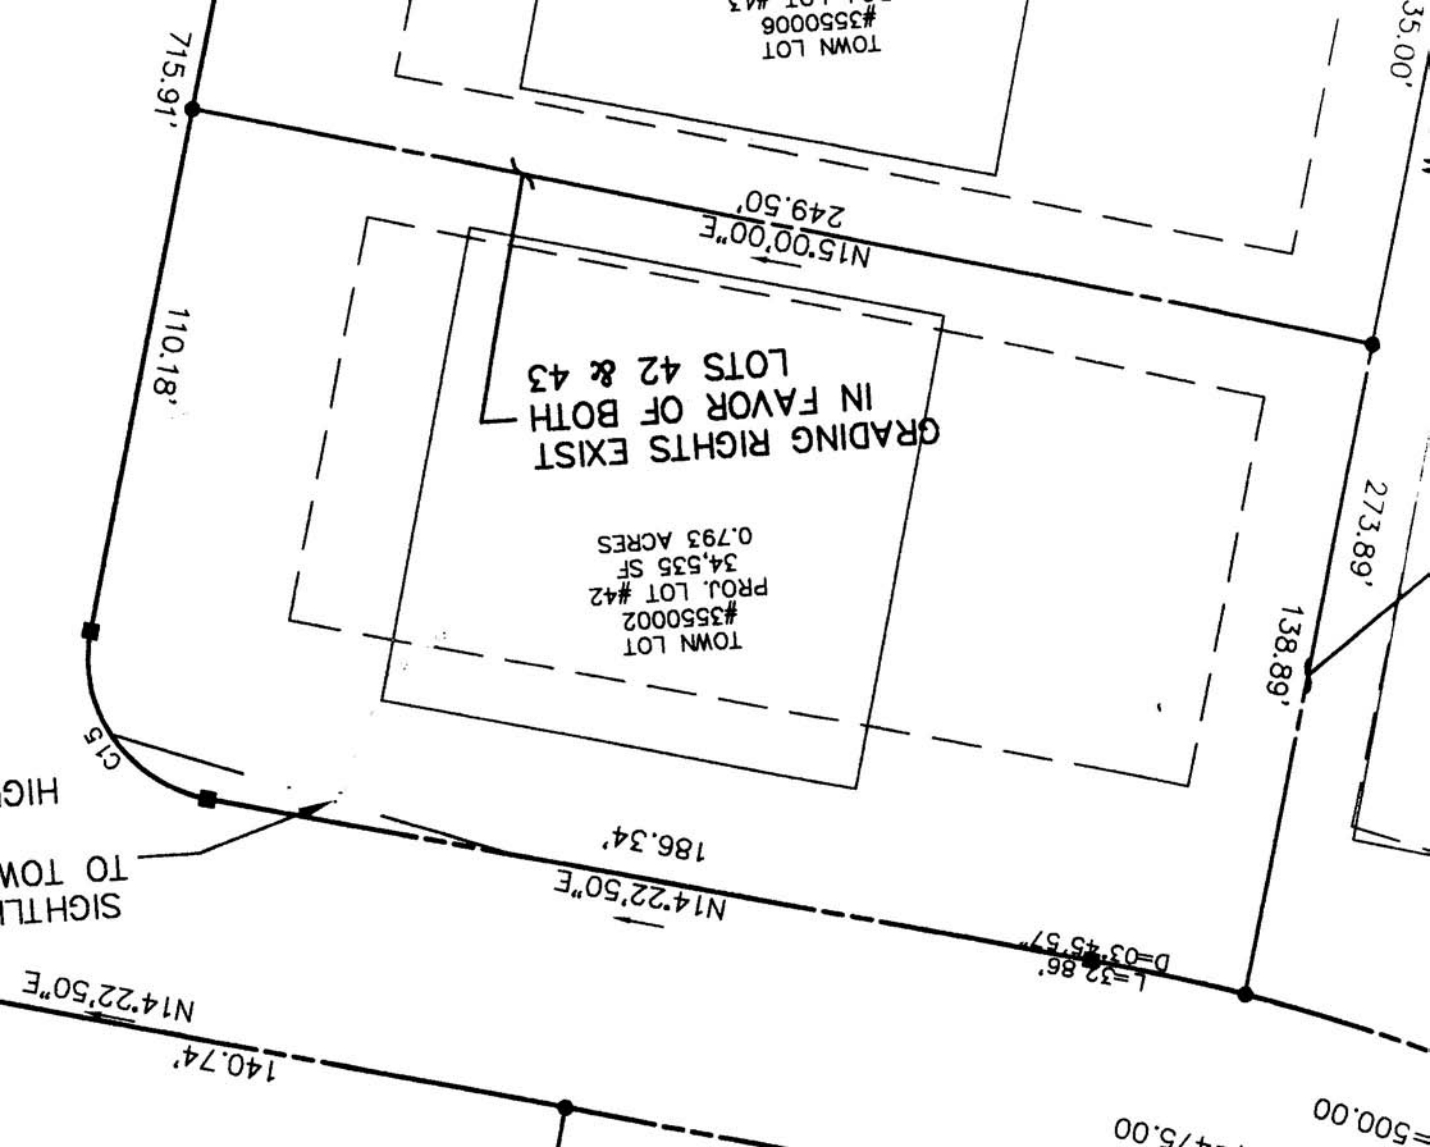 TOWN LOT
#3550006
715.91'
35.00'
249.50'
N15°00'00"E
110.18'
GRADING RIGHTS EXIST
IN FAVOR OF BOTH
LOTS 42 & 43
TOWN LOT
#3550002
PROJ. LOT #42
34,535 SF
0.793 ACRES
273.89'
138.89'
C15
186.34'
N14°22'50"E
L=32.86'
D=03°45'57"
TO TOW
N14°22'50"E
140.74'